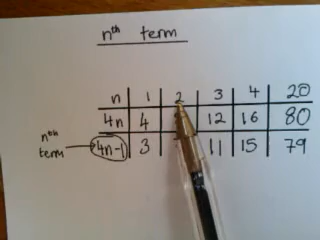 nth term
n 1 2 3 4 20
4n 4 12 16 80
nth term 4n-1 3 11 15 79